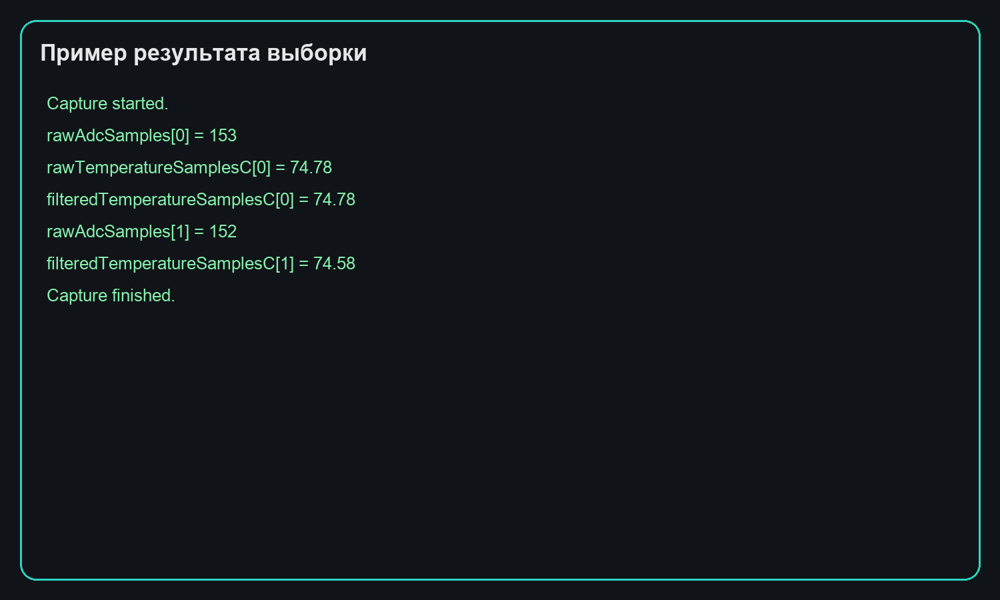 Пример результата выборки
Capture started.
rawAdcSamples[0] = 153
rawTemperatureSamplesC[0] = 74.78
filteredTemperatureSamplesC[0] = 74.78
rawAdcSamples[1] = 152
filteredTemperatureSamplesC[1] = 74.58
Capture finished.